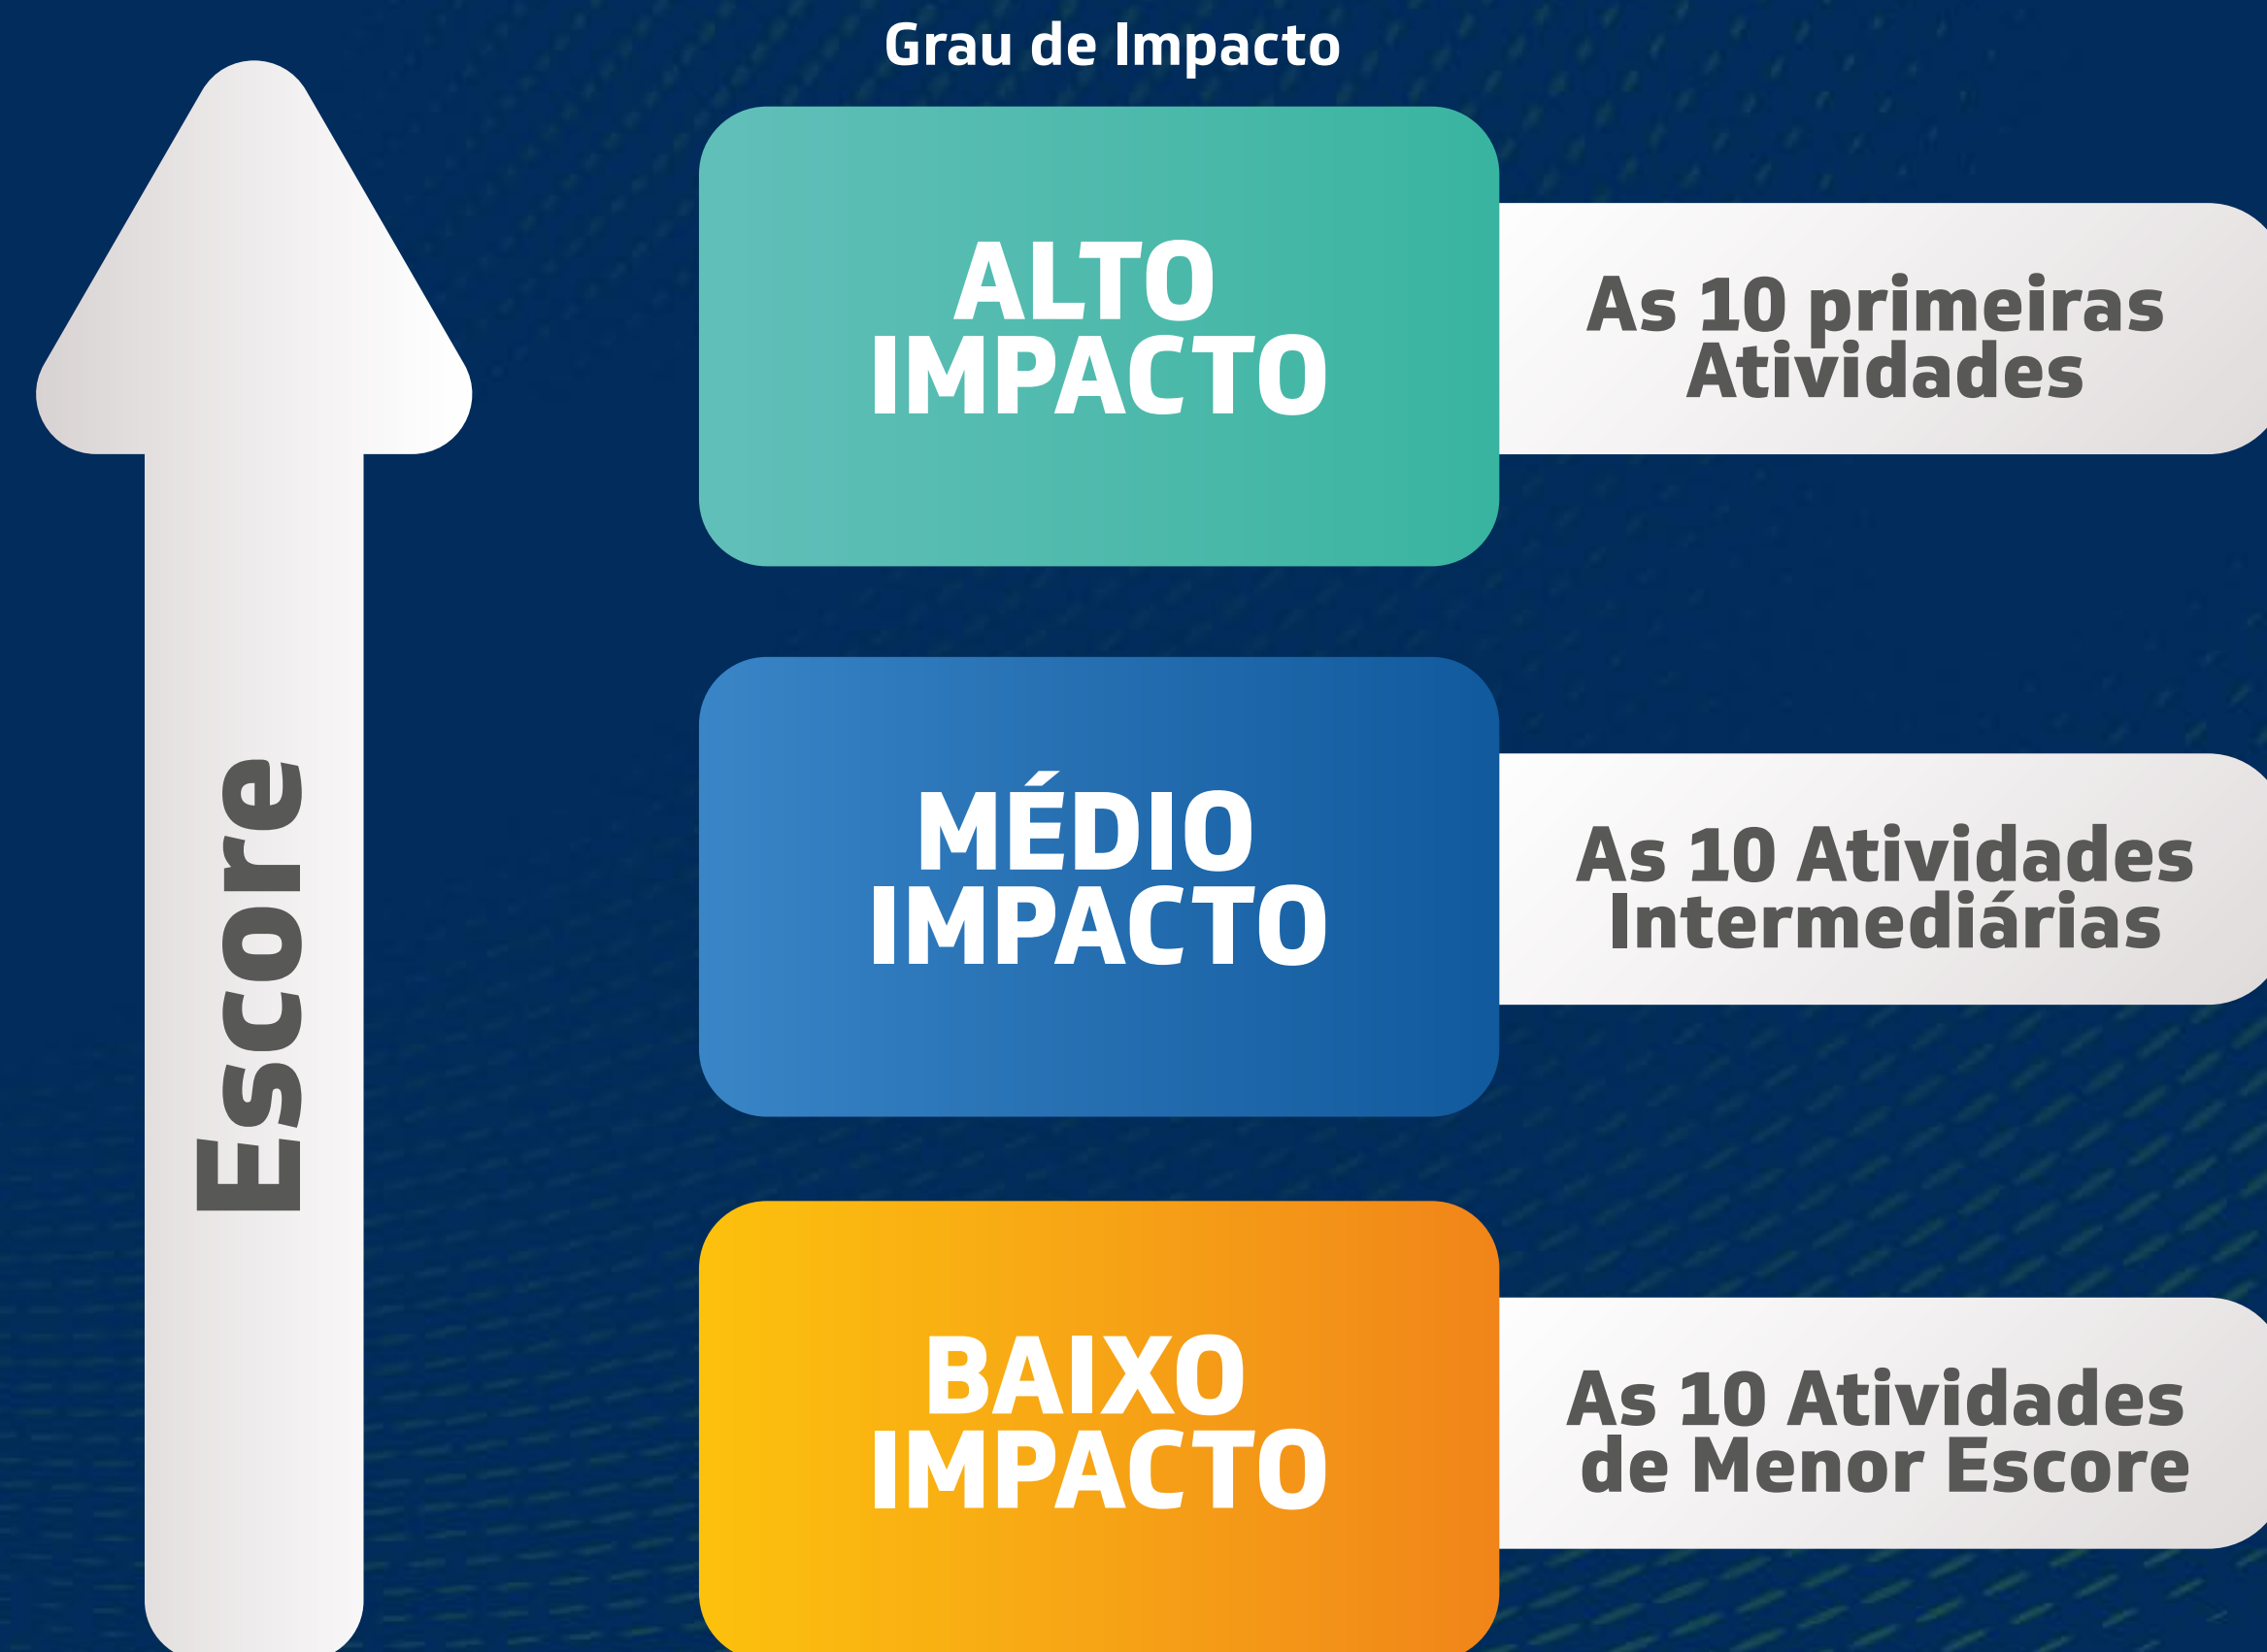 Grau de Impacto
Escore
ALTO
IMPACTO
As 10 primeiras
Atividades
MÉDIO
IMPACTO
As 10 Atividades
Intermediárias
BAIXO
IMPACTO
As 10 Atividades
de Menor Escore